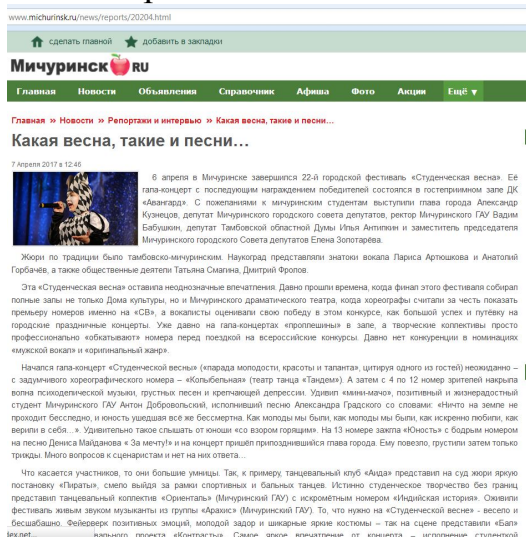 www.michurinsk.ru/news/reports/20204.html
сделать главной добавить в закладки
Мичуринск RU
Главная Новости Объявления Справочник Афиша Фото Акции Ещё ▼
Главная » Новости » Репортажи и интервью » Какая весна, такие и песни...
Какая весна, такие и песни...
7 Апреля 2017 в 12:46
6 апреля в Мичуринске завершился 22-й городской фестиваль «Студенческая весна». Её
гала-концерт с последующим награждением победителей состоялся в гостеприимном зале ДК
«Авангард». С пожеланиями к мичуринским студентам выступили глава города Александр
Кузнецов, депутат Мичуринского городского совета депутатов, ректор Мичуринского ГАУ Вадим
Бабушкин, депутат Тамбовской областной Думы Илья Антипкин и заместитель председателя
Мичуринского городского Совета депутатов Елена Золотарёва.
Жюри по традиции было тамбовско-мичуринским. Наукоград представляли знатоки вокала Лариса Артюшкова и Анатолий
Горбачёв, а также общественные деятели Татьяна Смагина, Дмитрий Фролов.
Эта «Студенческая весна» оставила неоднозначные впечатления. Давно прошли времена, когда финал этого фестиваля собирал
полные залы не только Дома культуры, но и Мичуринского драматического театра, когда хореографы считали за честь показать
премьеру номеров именно на «СВ», а вокалисты оценивали свою победу в этом конкурсе, как большой успех и путёвку на
городские праздничные концерты. Уже давно на гала-концертах «проплешины» в зале, а творческие коллективы просто
профессионально «обкатывают» номера перед поездкой на всероссийские конкурсы. Давно нет конкуренции в номинациях
«мужской вокал» и «оригинальный жанр».
Начался гала-концерт «Студенческой весны» («парада молодости, красоты и таланта», цитируя одного из гостей) неожиданно –
с задумчивого хореографического номера – «Колыбельная» (театр танца «Тандем»). А затем с 4 по 12 номер зрителей накрыла
волна психоделической музыки, грустных песен и крепчающей депрессии. Удивил «мини-мачо», позитивный и жизнерадостный
студент Мичуринского ГАУ Антон Добровольский, исполнивший песню Александра Градского со словами: «Ничто на земле не
проходит бесследно, и юность ушедшая всё же бессмертна. Как молоды мы были, как молоды мы были, как искренно любили, как
верили в себя…». Удивительно такое слышать от юноши «со взором горящим». На 13 номере зажгла «Юность» с бодрым номером
на песню Дениса Майданова « За мечту!» и на концерт пришёл припозднившийся глава города. Ему повезло, грустили затем только
трижды. Много вопросов к сценаристам и нет на них ответа…
Что касается участников, то они большие умницы. Так, к примеру, танцевальный клуб «Аида» представил на суд жюри яркую
постановку «Пираты», смело выйдя за рамки спортивных и бальных танцев. Истинно студенческое творчество без границ
представил танцевальный коллектив «Ориенталь» (Мичуринский ГАУ) с искромётным номером «Индийская история». Оживили
фестиваль живым звуком музыканты из группы «Арахис» (Мичуринский ГАУ). То, что нужно на «Студенческой весне» - весело и
бесшабашно. Фейерверк позитивных эмоций, молодой задор и шикарные яркие костюмы – так на сцене представили «Бал»
вального проекта «Контрасты». Самое яркое впечатление от концерта – исполнение студенткой